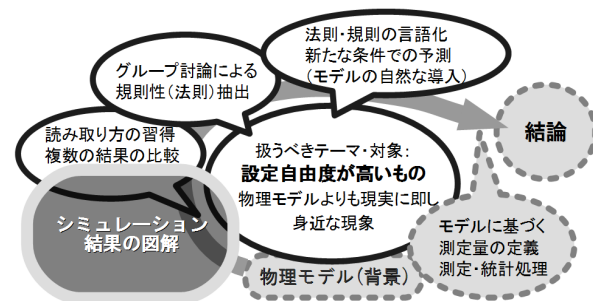 法則・規則の言語化
新たな条件での予測
（モデルの自然な導入）
グループ討論による
規則性（法則）抽出
読み取り方の習得
複数の結果の比較
扱うべきテーマ・対象：
設定自由度が高いもの
物理モデルよりも現実に即し
身近な現象
結論
シミュレーション
結果の図解
モデルに基づく
測定量の定義
測定・統計処理
物理モデル（背景）